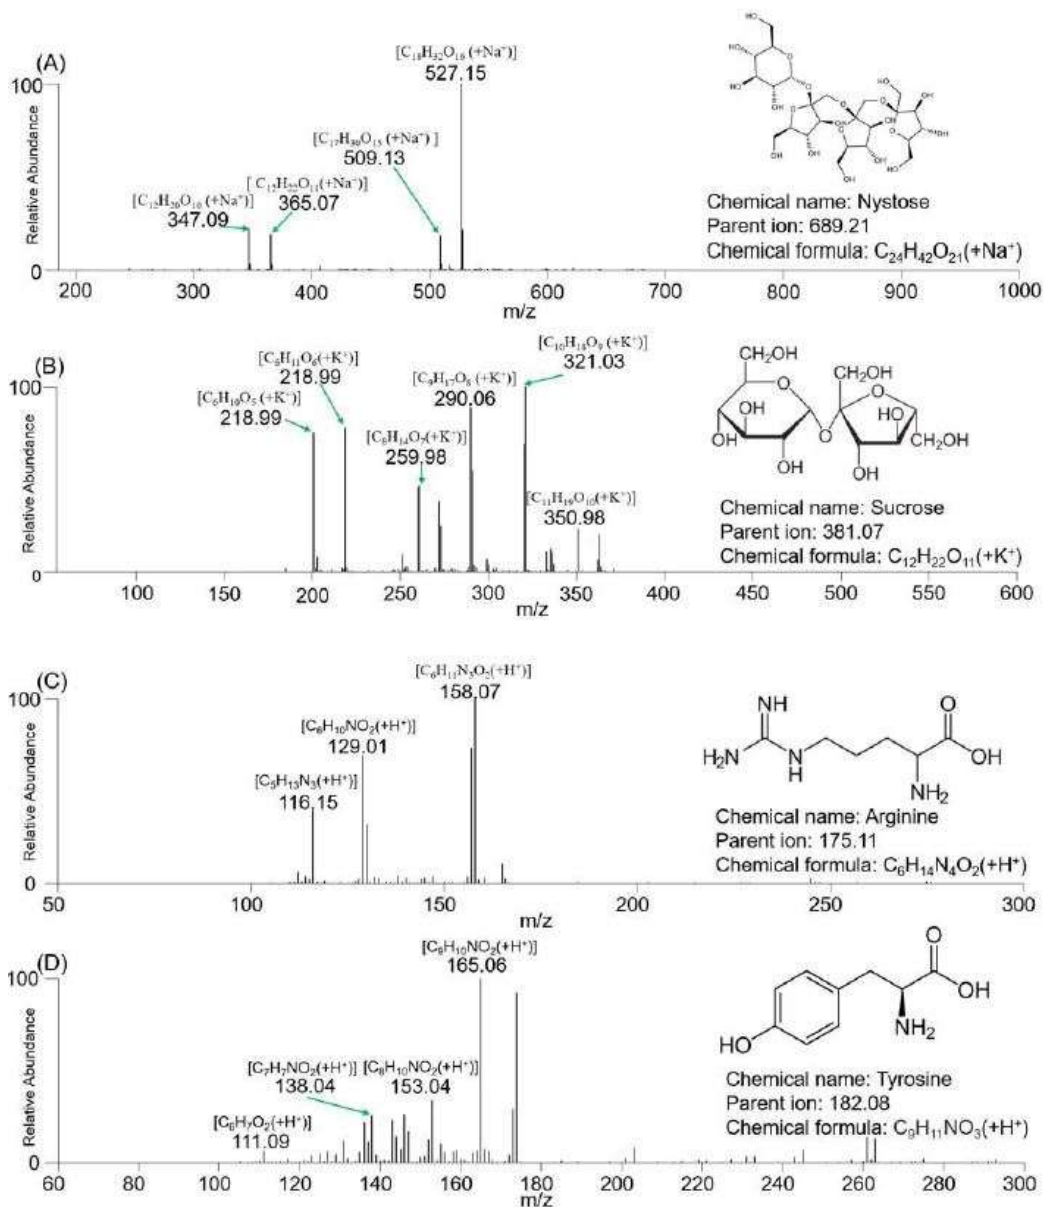 (A)
[C18H32O16 (+Na+)]
527.15
[C17H30O15 (+Na+) ]
509.13
[ C12H22O11(+Na+)]
365.07
[C12H20O10 (+Na+)]
347.09
Relative Abundance
100
0
200 300 400 500 600 700 800 900 1000
m/z
Chemical name: Nystose
Parent ion: 689.21
Chemical formula: C24H42O21(+Na+)
(B)
[C10H18O9 (+K+)]
321.03
[C6H11O6(+K+)]
218.99
[C9H17O8 (+K+)]
290.06
[C6H10O5 (+K+)]
218.99
[C8H14O7(+K+)]
259.98
[C11H19O10(+K+)]
350.98
Relative Abundance
100
0
100 150 200 250 300 350 400 450 500 550 600
m/z
CH2OH
O
CH2OH
O
OH
HO
OH
O
CH2OH
OH
OH
Chemical name: Sucrose
Parent ion: 381.07
Chemical formula: C12H22O11(+K+)
(C)
[C6H11N3O2(+H+)]
158.07
[C6H10NO2(+H+)]
129.01
[C5H13N3(+H+)]
116.15
Relative Abundance
100
0
50 100 150 200 250 300
m/z
NH
O
H2N
N
H
OH
NH2
Chemical name: Arginine
Parent ion: 175.11
Chemical formula: C6H14N4O2(+H+)
(D)
[C9H10NO2(+H+)]
165.06
[C7H7NO2(+H+)] [C8H10NO2(+H+)]
138.04 153.04
[C6H7O2(+H+)]
111.09
Relative Abundance
100
0
60 80 100 120 140 160 180 200 220 240 260 280 300
m/z
O
OH
NH2
HO
Chemical name: Tyrosine
Parent ion: 182.08
Chemical formula: C9H11NO3(+H+)